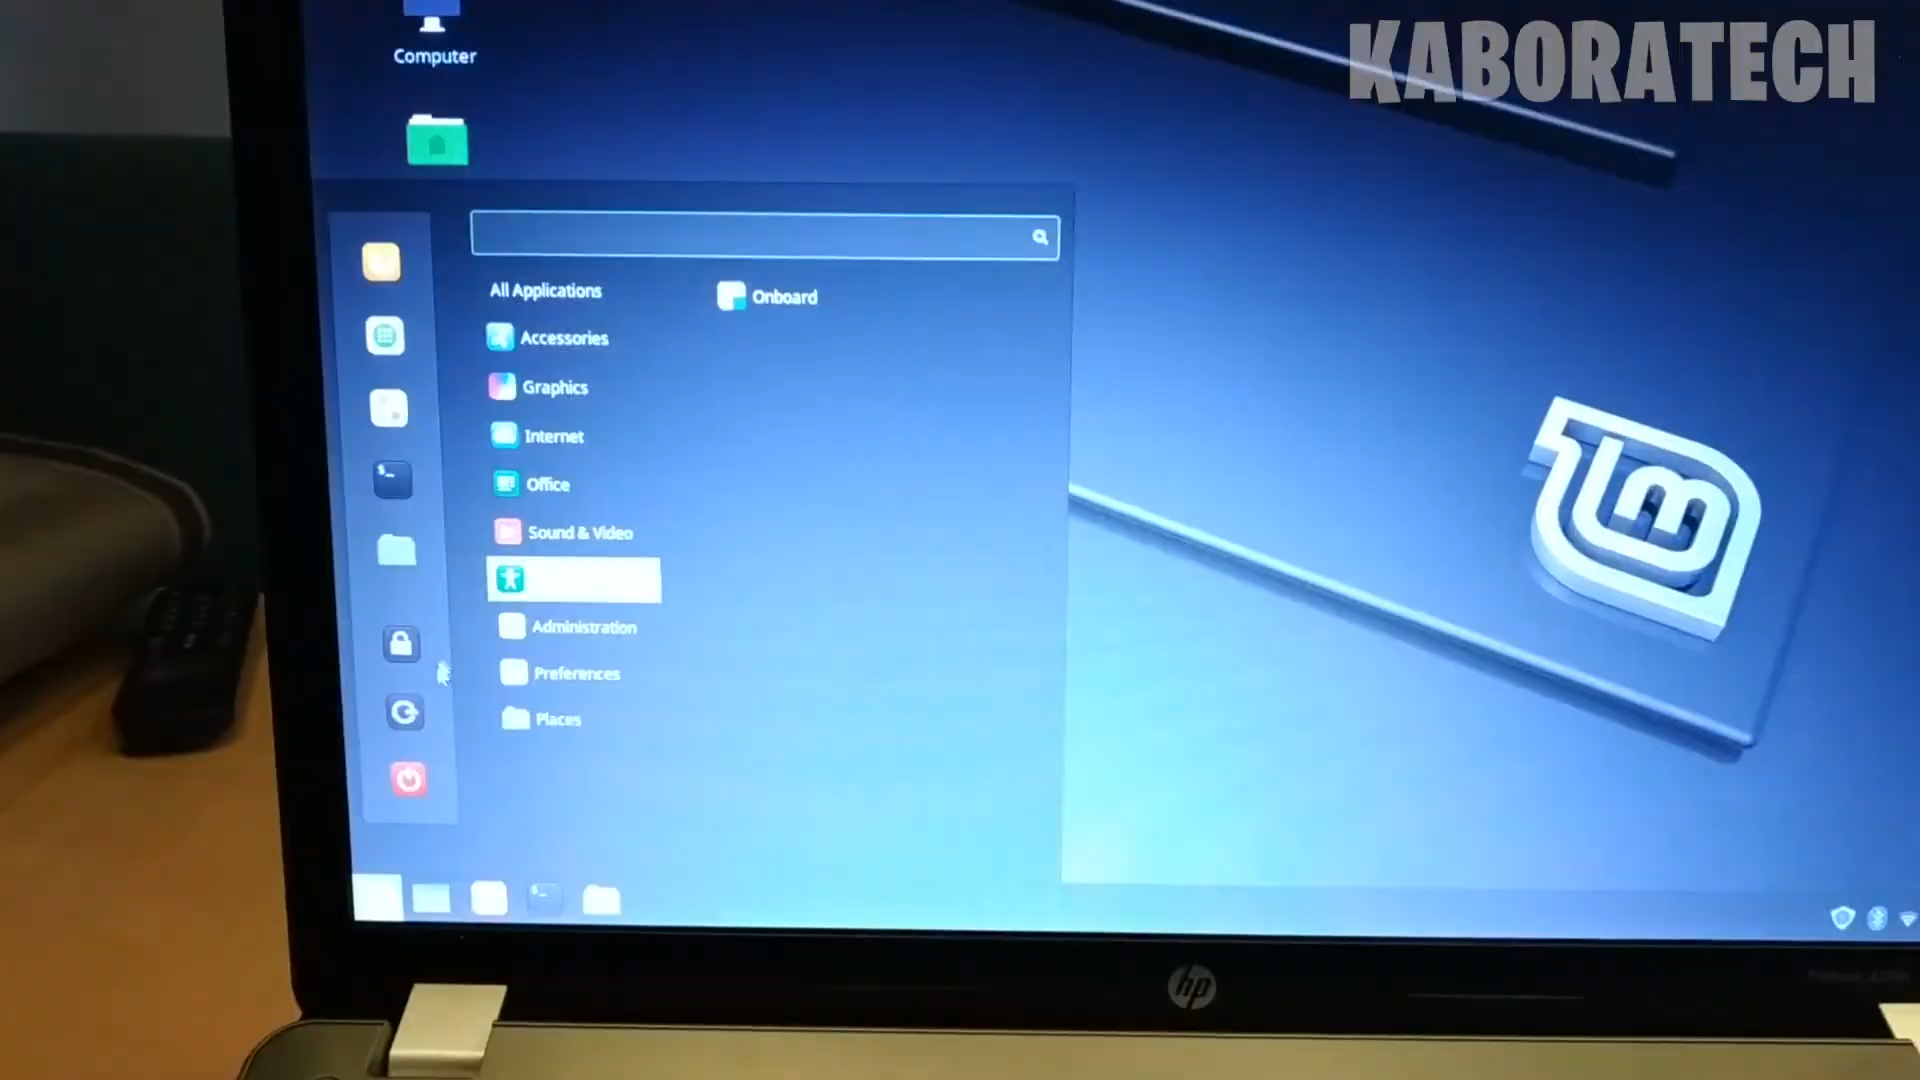 KABORATECH
Computer
All Applications
Onboard
Accessories
Graphics
Internet
Office
Sound & Video
Administration
Preferences
Places
hp